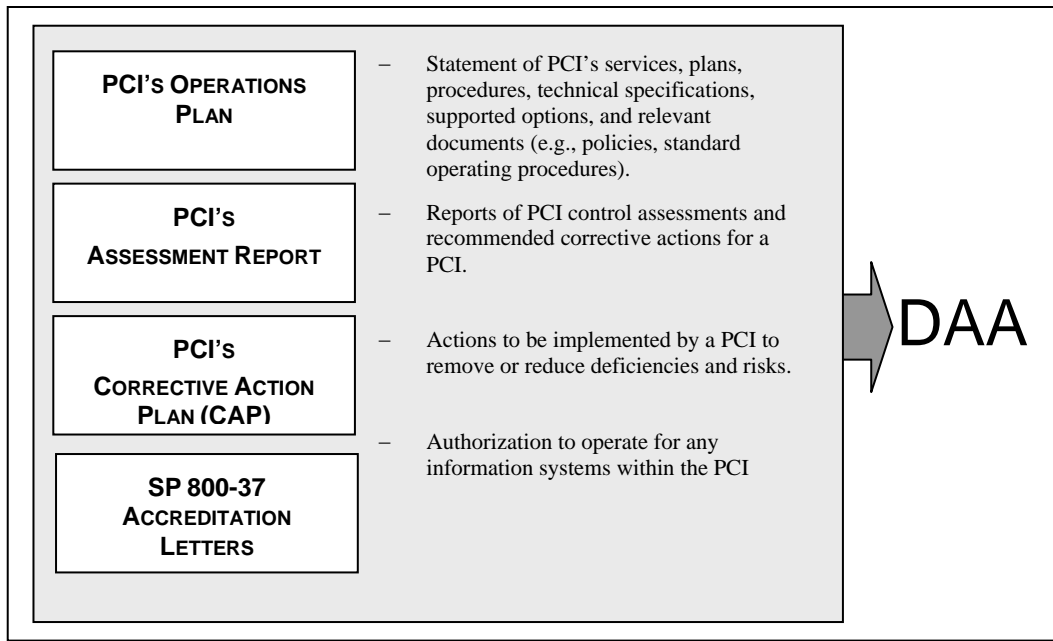 PCI's OPERATIONS
PLAN
– Statement of PCI's services, plans,
procedures, technical specifications,
supported options, and relevant
documents (e.g., policies, standard
operating procedures).
PCI's
ASSESSMENT REPORT
– Reports of PCI control assessments and
recommended corrective actions for a
PCI.
PCI's
CORRECTIVE ACTION
PLAN (CAP)
– Actions to be implemented by a PCI to
remove or reduce deficiencies and risks.
SP 800-37
ACCREDITATION
LETTERS
– Authorization to operate for any
information systems within the PCI
DAA